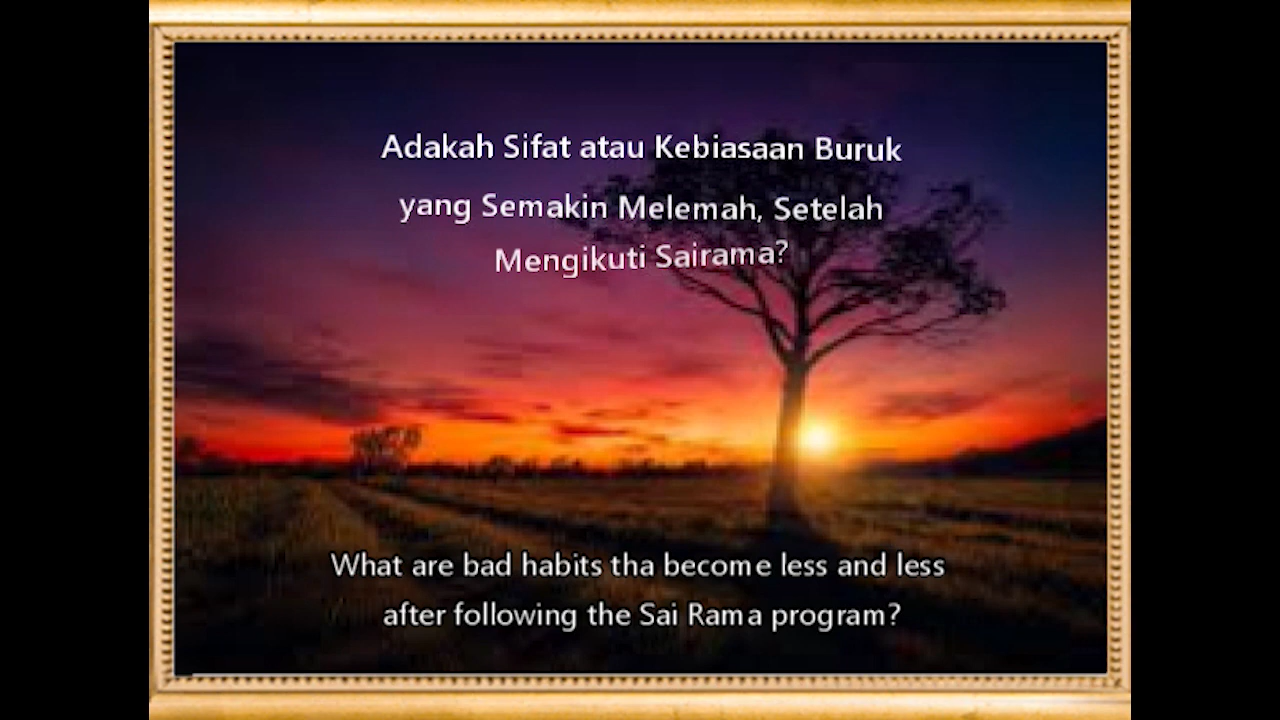 Adakah Sifat atau Kebiasaan Buruk
yang Semakin Melemah, Setelah
Mengikuti Sairama?
What are bad habits tha become less and less
after following the Sai Rama program?